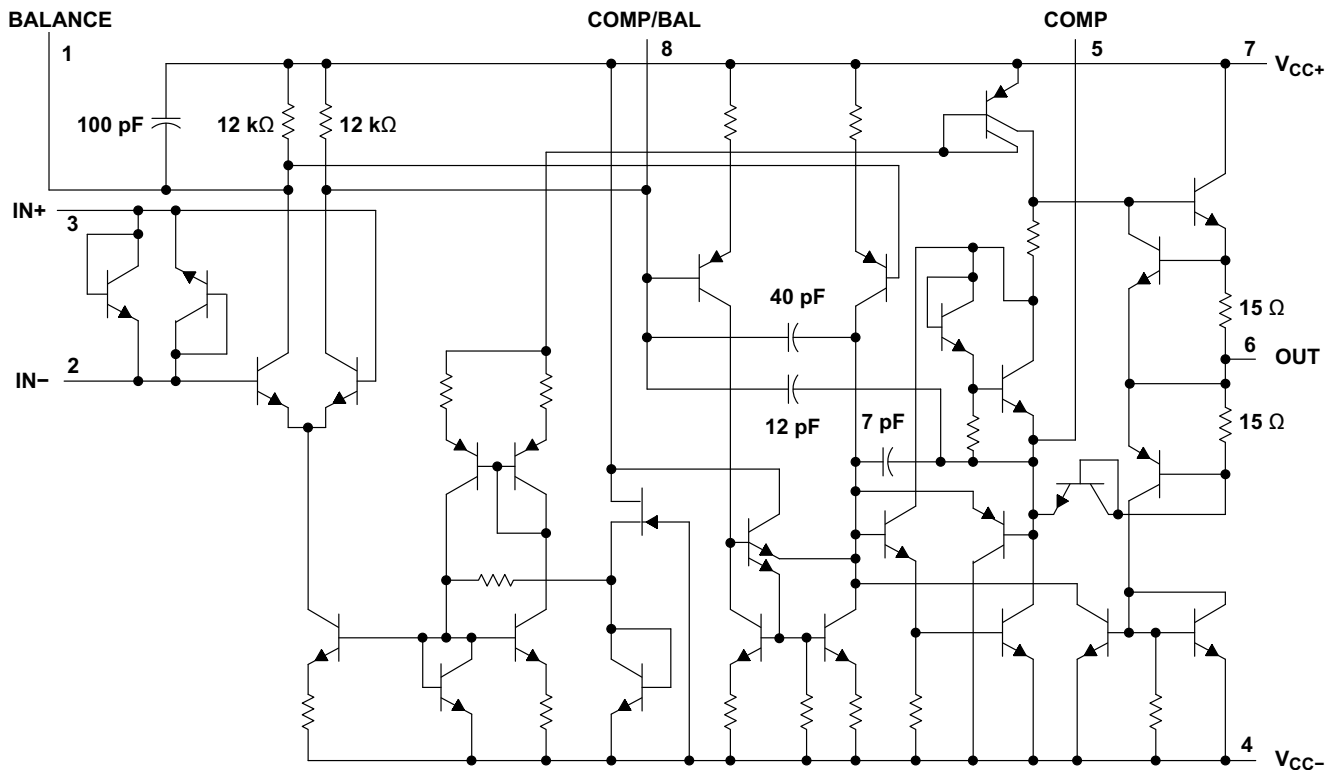 BALANCE
COMP/BAL
COMP
1
8
5
7
VCC+
100 pF
12 kΩ
12 kΩ
IN+
3
40 pF
15 Ω
2
IN−
6
OUT
12 pF
7 pF
15 Ω
4
VCC−